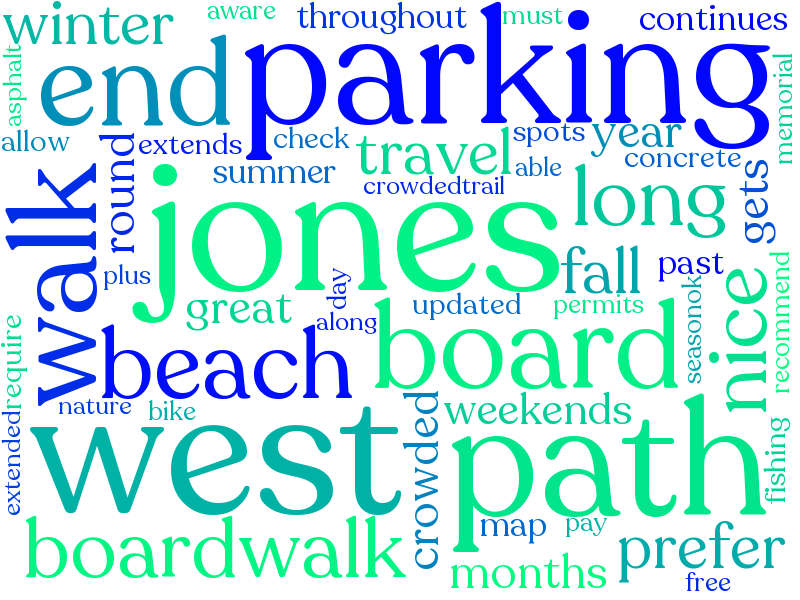 winter
aware
throughout
must
continues
asphalt
end
parking
memorial
allow
extends
check
spots
year
travel
able
concrete
summer
crowdedtrail
round
walk
jones
long
gets
fall
past
plus
day
great
updated
permits
along
nice
seasonok
recommend
require
beach
board
nature
bike
weekends
extended
west
crowded
path
fishing
boardwalk
map
pay
prefer
months
free